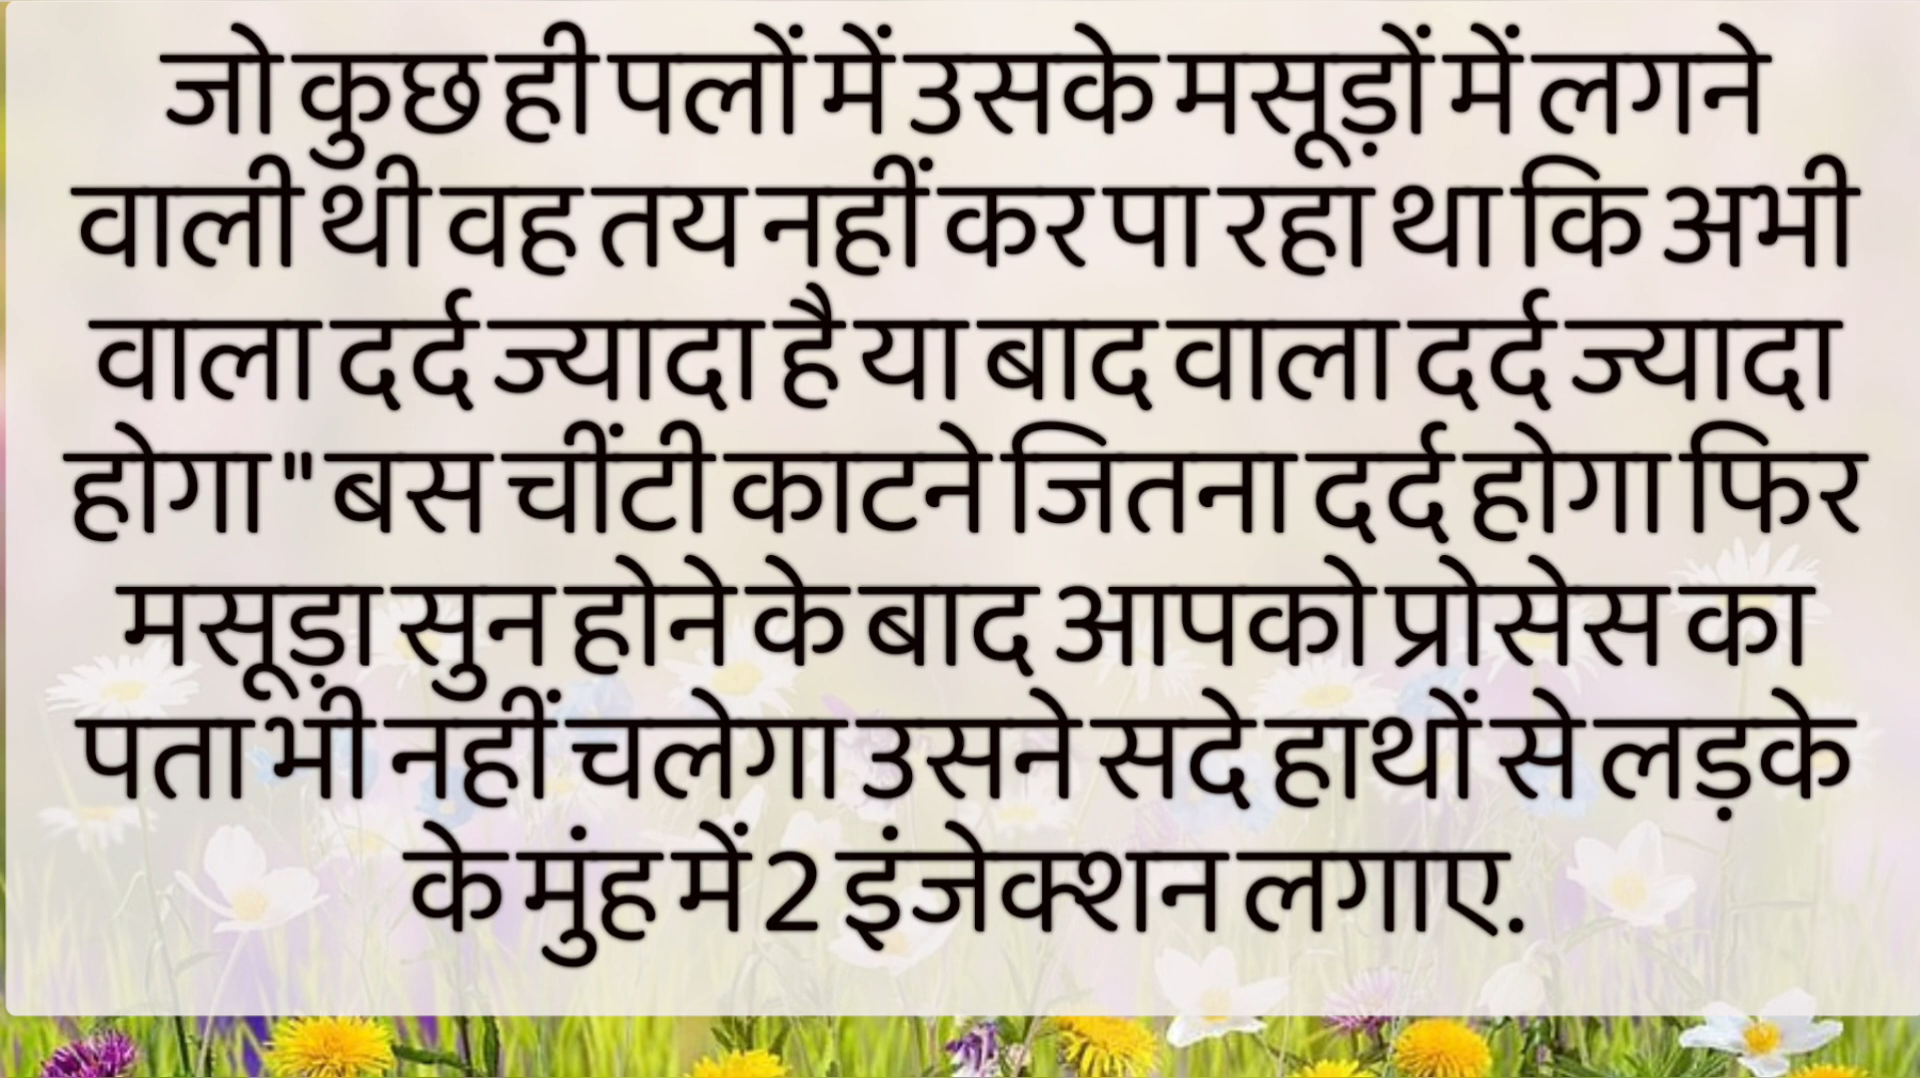 जो कुछ ही पलों में उसके मसूड़ों में लगने
वाली थी वह तय नहीं कर पा रहा था कि अभी
वाला दर्द ज्यादा है या बाद वाला दर्द ज्यादा
होगा "बस चींटी काटने जितना दर्द होगा फिर
मसूड़ा सुन होने के बाद आपको प्रोसेस का
पता भी नहीं चलेगा उसने सदे हाथों से लड़के
के मुंह में 2 इंजेक्शन लगाए.